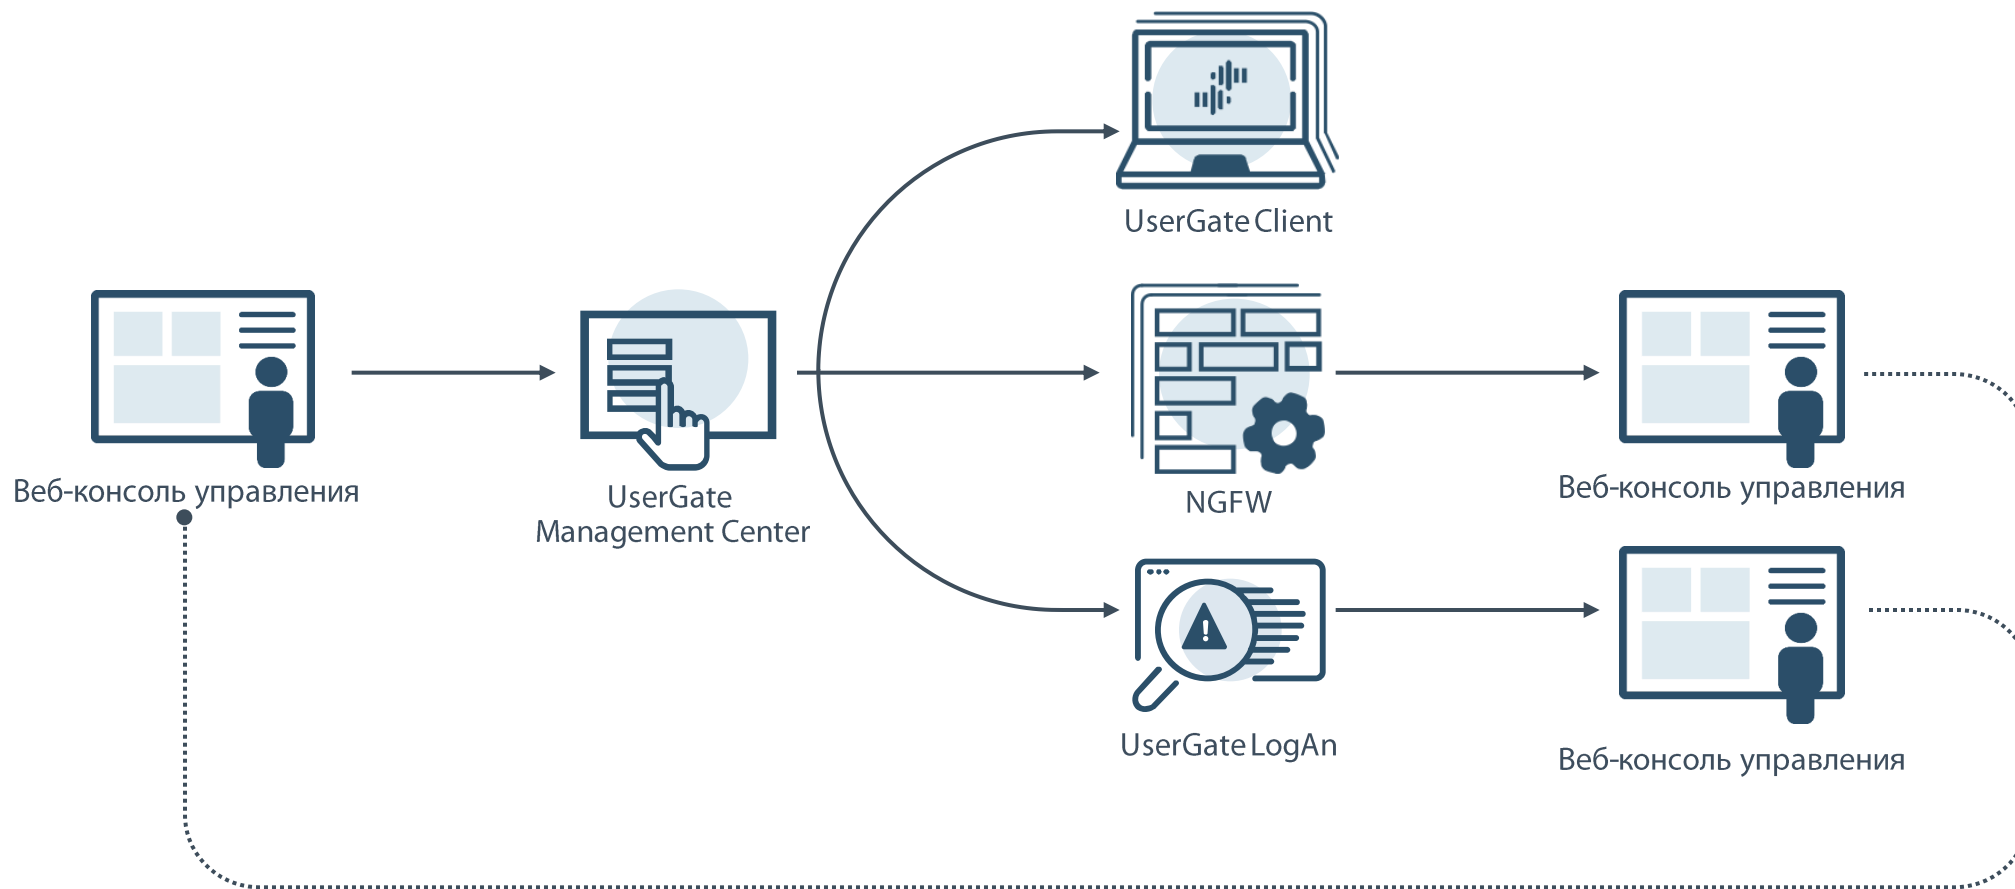 UserGate Client
Веб-консоль управления
UserGate
Management Center
NGFW
Веб-консоль управления
UserGate LogAn
Веб-консоль управления